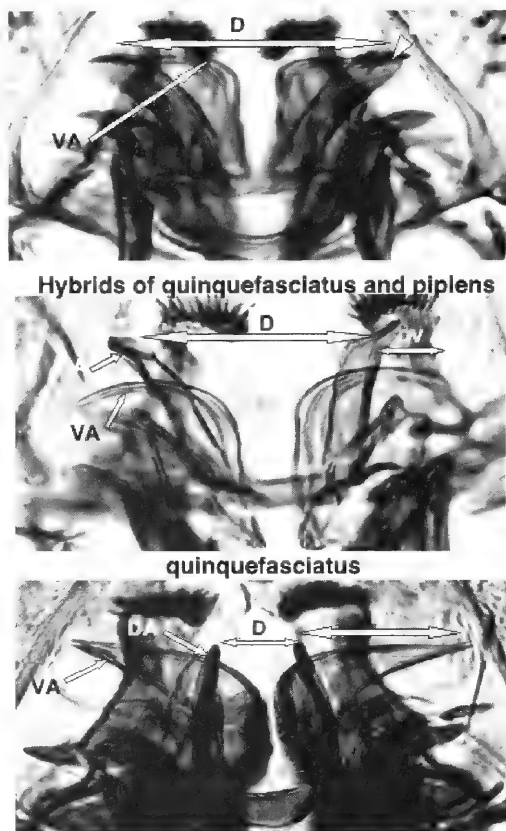 D
VA
Hybrids of quinquefasciatus and pipiens
D
VA
quinquefasciatus
DA
D
VA